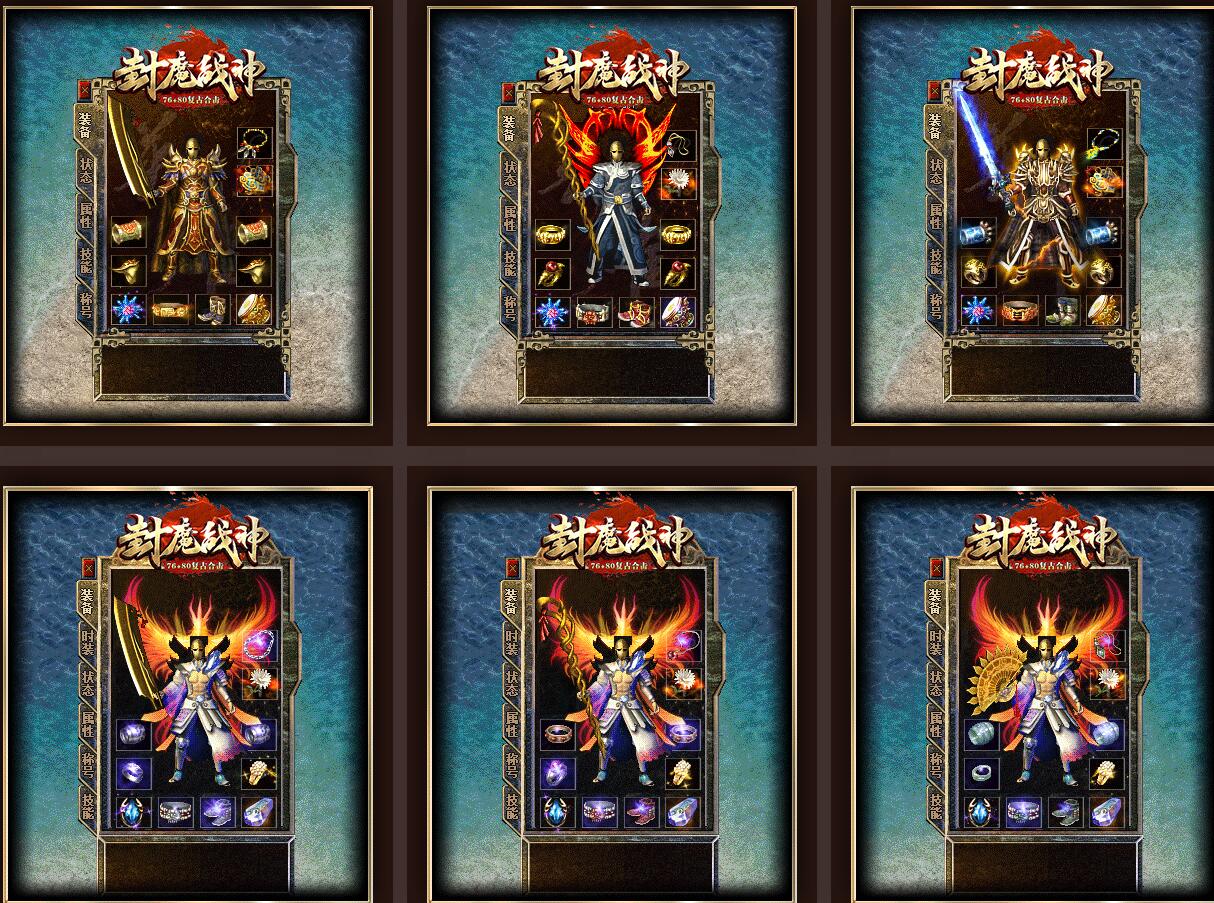 封魔战神
76+80复古合击
装备
状态
属性
技能
称号
封魔战神
76+80复古合击
装备
状态
属性
技能
称号
封魔战神
76+80复古合击
装备
状态
属性
技能
称号
封魔战神
76+80复古合击
装备
时装
状态
属性
称号
技能
封魔战神
76+80复古合击
装备
时装
状态
属性
称号
技能
封魔战神
76+80复古合击
装备
时装
状态
属性
称号
技能